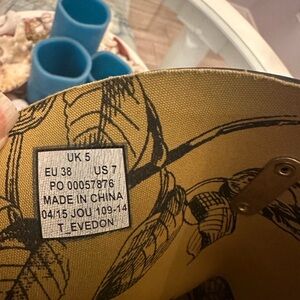 UK 5
EU 38 US 7
PO 00057876
MADE IN CHINA
04/15 JOU 109-14
T_EVEDON